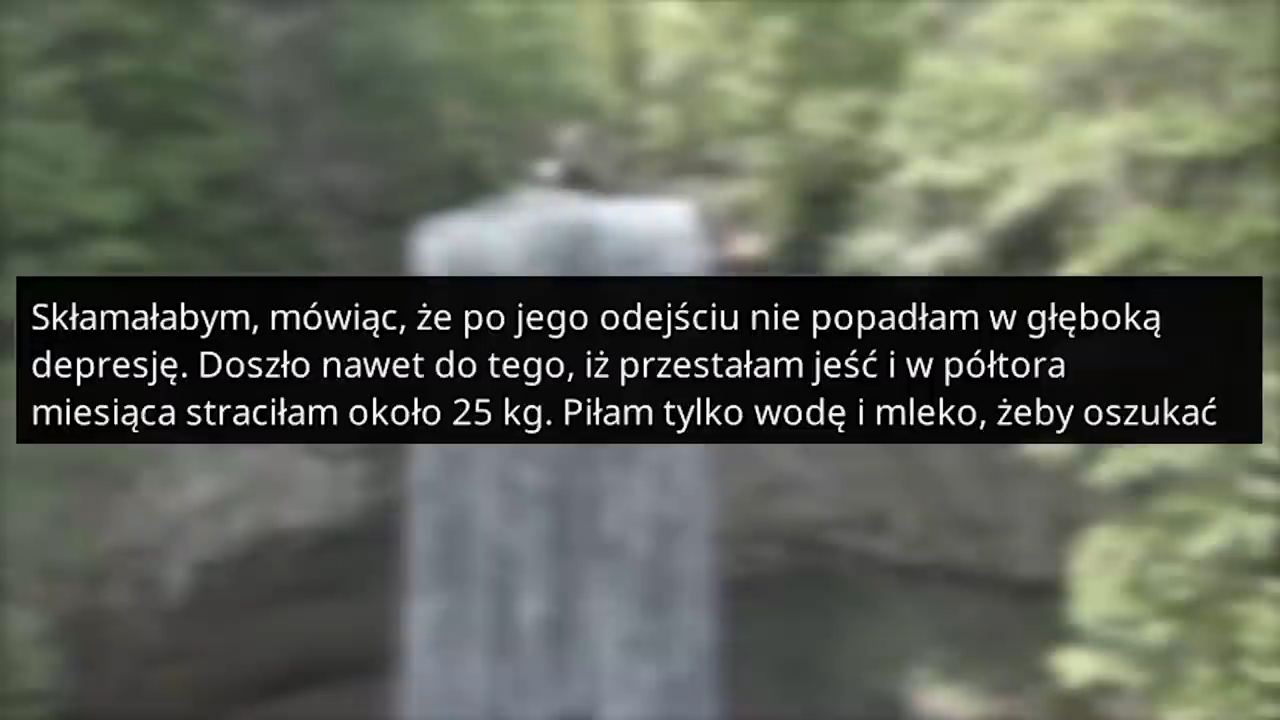 Skłamałabym, mówiąc, że po jego odejściu nie popadłam w głęboką
depresję. Doszło nawet do tego, iż przestałam jeść i w półtora
miesiąca straciłam około 25 kg. Piłam tylko wodę i mleko, żeby oszukać